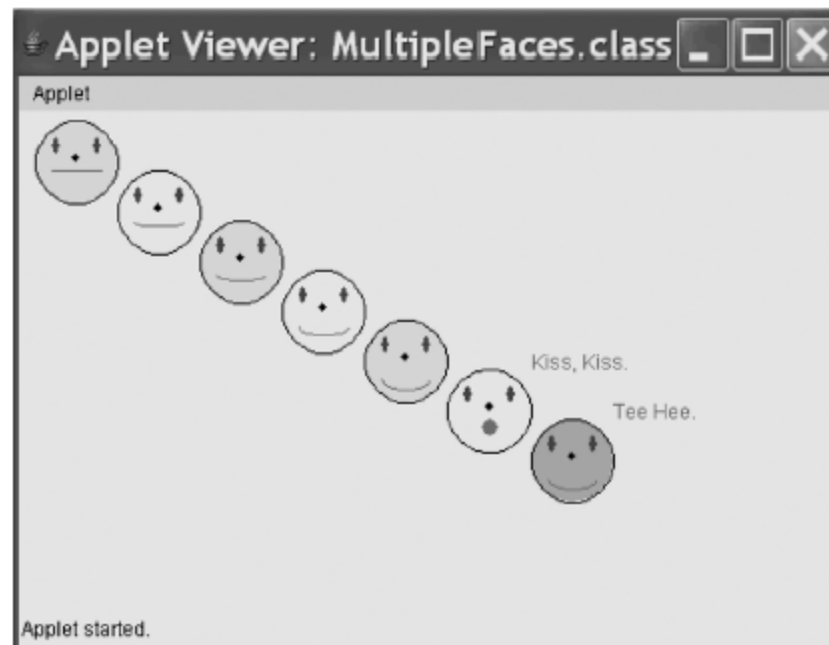 Applet Viewer: MultipleFaces.class
Applet
Kiss, Kiss.
Tee Hee.
Applet started.